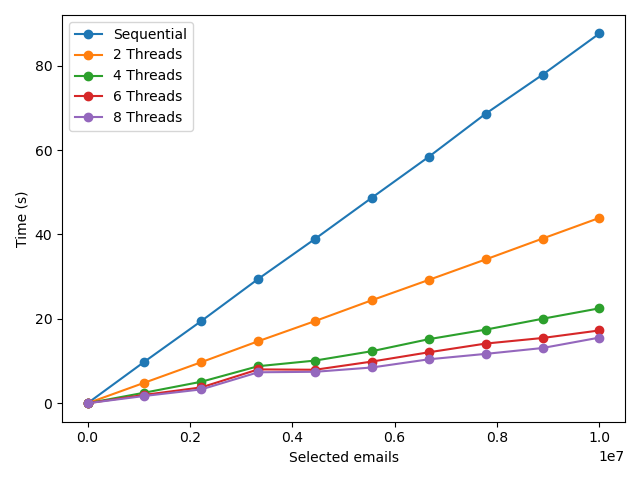 Sequential
2 Threads
4 Threads
6 Threads
8 Threads
Time (s)
80
60
40
20
0
0.0
0.2
0.4
0.6
0.8
1.0
1e7
Selected emails